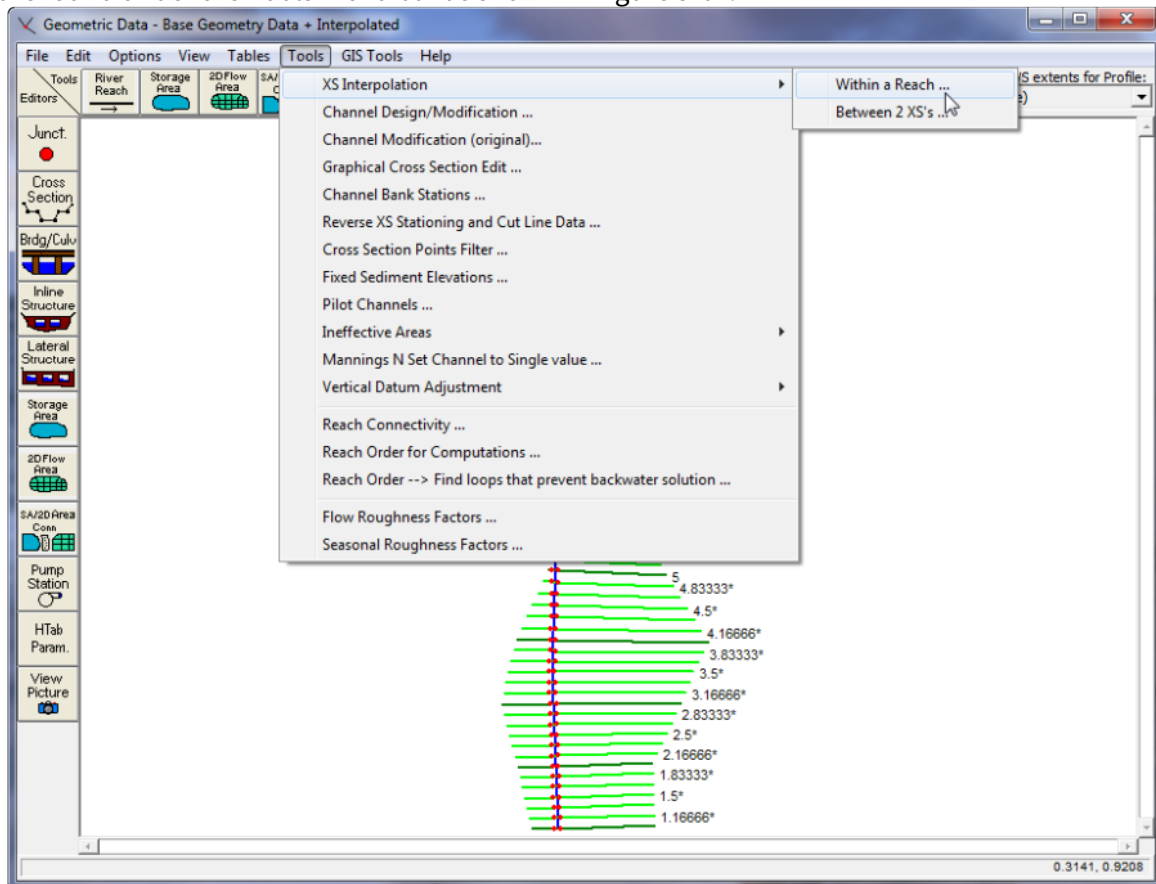 Geometric Data - Base Geometry Data + Interpolated
File Edit Options View Tables Tools GIS Tools Help
Tools
Editors
River
Reach
Storage
Area
2D Flow
Area
SA/
XS Interpolation
Within a Reach ...
Between 2 XS's ...
/S extents for Profile:
Channel Design/Modification ...
Channel Modification (original)...
Graphical Cross Section Edit ...
Channel Bank Stations ...
Reverse XS Stationing and Cut Line Data ...
Cross Section Points Filter ...
Fixed Sediment Elevations ...
Pilot Channels ...
Ineffective Areas
Mannings N Set Channel to Single value ...
Vertical Datum Adjustment
Reach Connectivity ...
Reach Order for Computations ...
Reach Order --> Find loops that prevent backwater solution ...
Flow Roughness Factors ...
Seasonal Roughness Factors ...
Junct.
Cross
Section
Brdg/Culv
Inline
Structure
Lateral
Structure
Storage
Area
2D Flow
Area
SA/2D Area
Conn
Pump
Station
HTab
Param.
View
Picture
5
4.83333*
4.5*
4.16666*
3.83333*
3.5*
3.16666*
2.83333*
2.5*
2.16666*
1.83333*
1.5*
1.16666*
0.3141, 0.9208